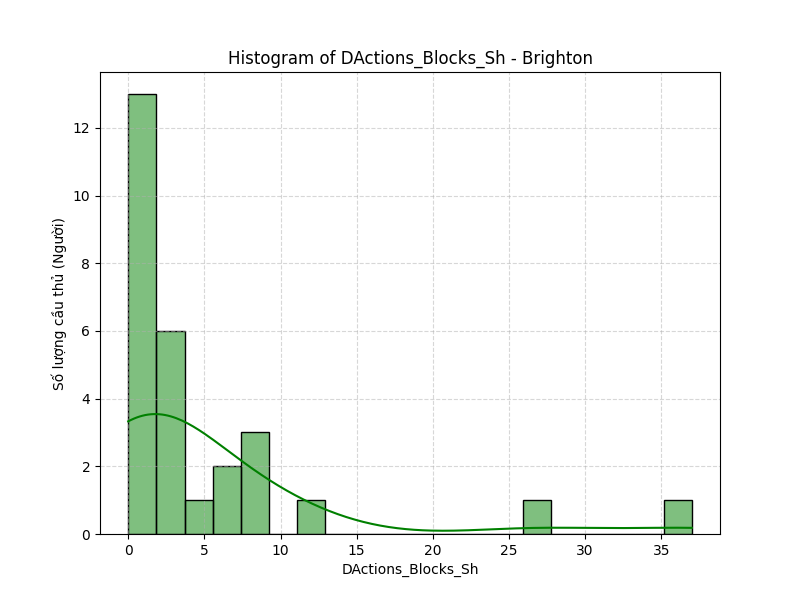 Histogram of DActions_Blocks_Sh - Brighton
Số lượng cầu thủ (Người)
12
10
8
6
4
2
0
0 5 10 15 20 25 30 35
DActions_Blocks_Sh